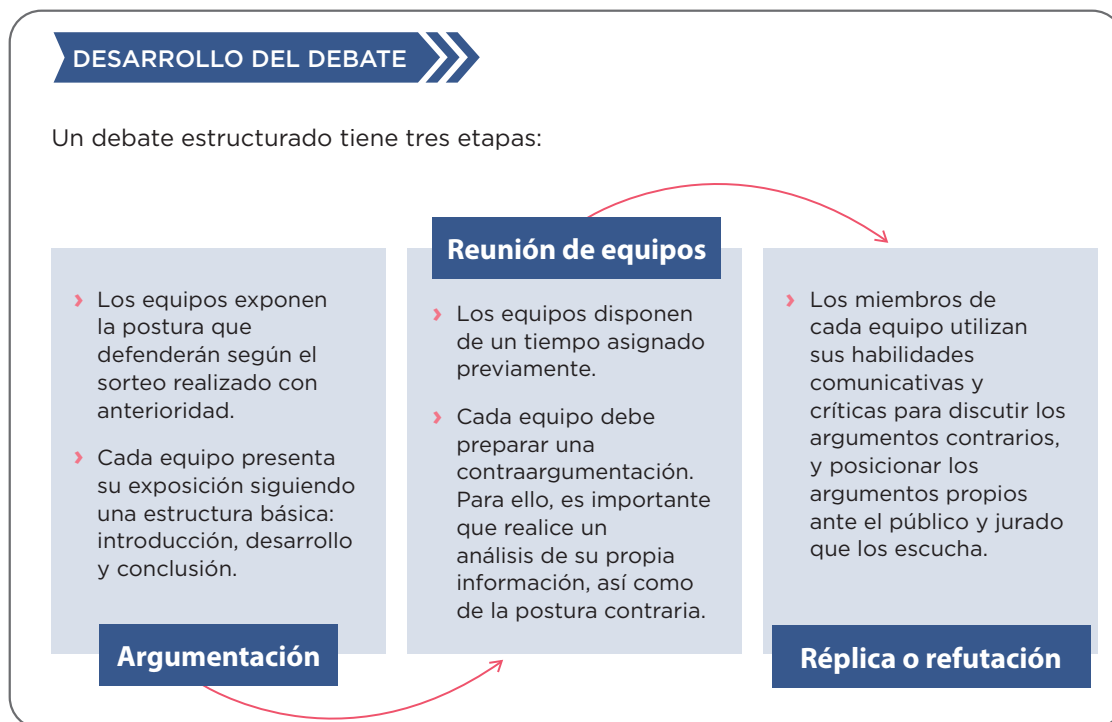 DESARROLLO DEL DEBATE
Un debate estructurado tiene tres etapas:
› Los equipos exponen
la postura que
defenderán según el
sorteo realizado con
anterioridad.
› Cada equipo presenta
su exposición siguiendo
una estructura básica:
introducción, desarrollo
y conclusión.
Argumentación
Reunión de equipos
› Los equipos disponen
de un tiempo asignado
previamente.
› Cada equipo debe
preparar una
contraargumentación.
Para ello, es importante
que realice un
análisis de su propia
información, así como
de la postura contraria.
› Los miembros de
cada equipo utilizan
sus habilidades
comunicativas y
críticas para discutir los
argumentos contrarios,
y posicionar los
argumentos propios
ante el público y jurado
que los escucha.
Réplica o refutación